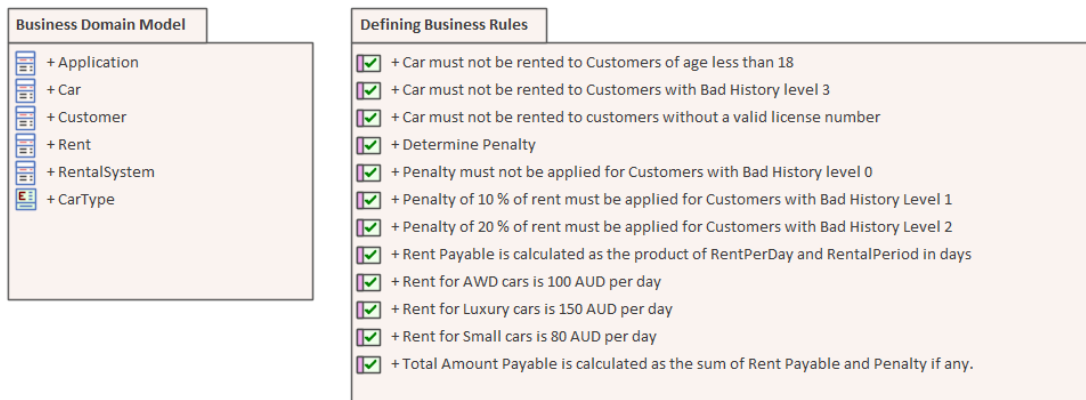 Business Domain Model
+ Application
+ Car
+ Customer
+ Rent
+ RentalSystem
+ CarType
Defining Business Rules
+ Car must not be rented to Customers of age less than 18
+ Car must not be rented to Customers with Bad History level 3
+ Car must not be rented to customers without a valid license number
+ Determine Penalty
+ Penalty must not be applied for Customers with Bad History level 0
+ Penalty of 10 % of rent must be applied for Customers with Bad History Level 1
+ Penalty of 20 % of rent must be applied for Customers with Bad History Level 2
+ Rent Payable is calculated as the product of RentPerDay and RentalPeriod in days
+ Rent for AWD cars is 100 AUD per day
+ Rent for Luxury cars is 150 AUD per day
+ Rent for Small cars is 80 AUD per day
+ Total Amount Payable is calculated as the sum of Rent Payable and Penalty if any.